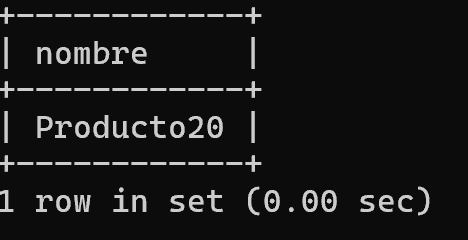 +------------+
| nombre     |
+------------+
| Producto20 |
+------------+
1 row in set (0.00 sec)